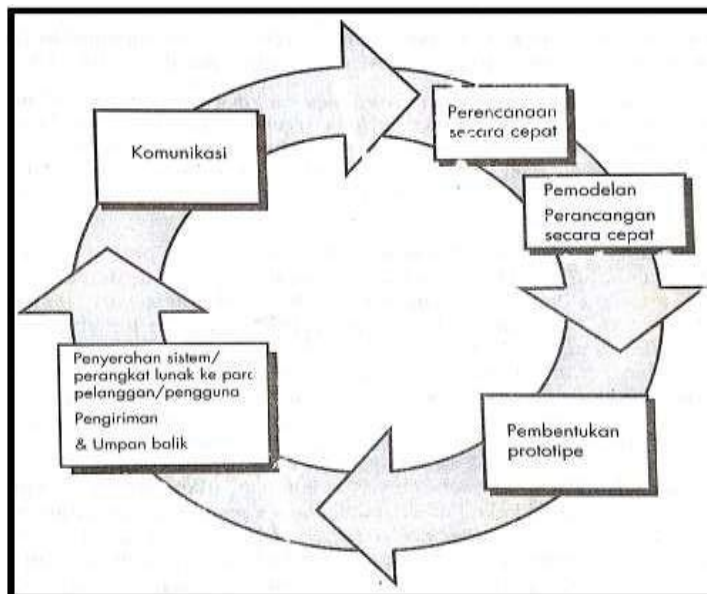 Komunikasi
Perencanaan
secara cepat
Pemodelan
Perancangan
secara cepat
Pembentukan
prototipe
Penyerahan sistem/
perangkat lunak ke para
pelanggan/pengguna
Pengiriman
& Umpan balik